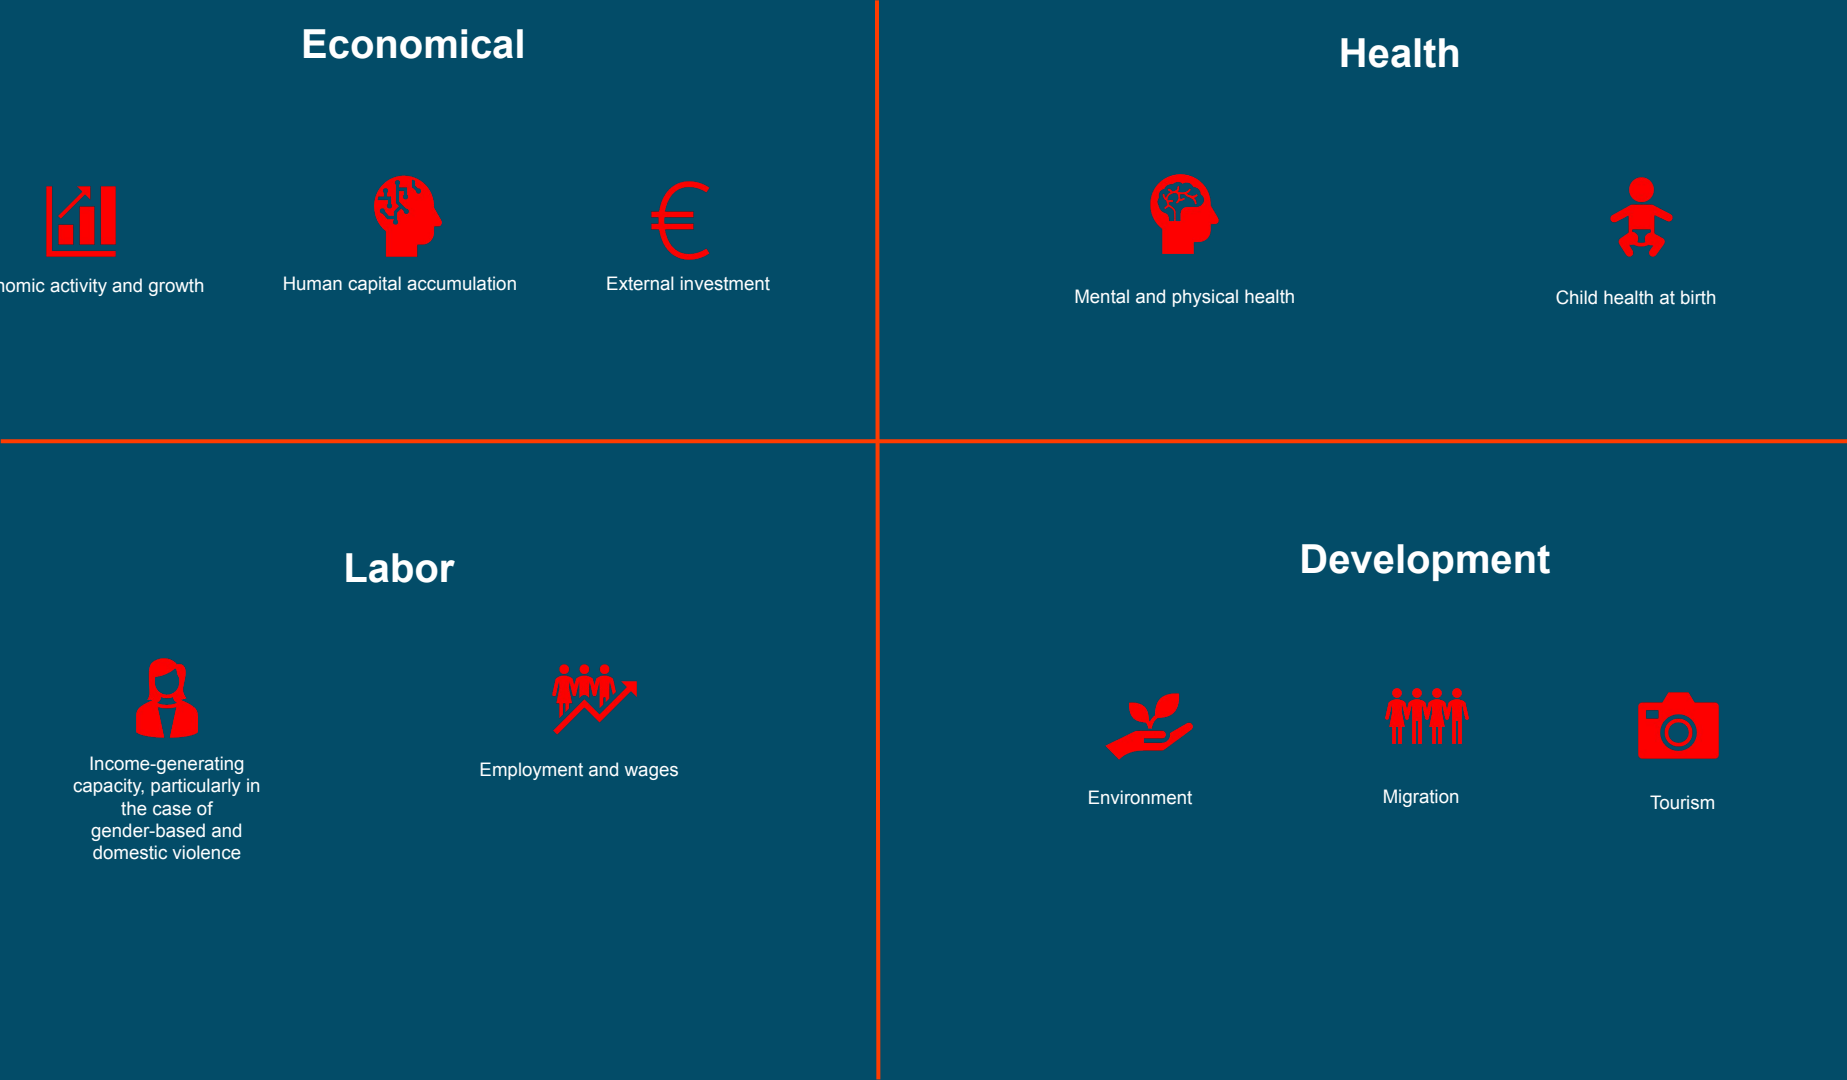 Economical
Health
nomic activity and growth
Human capital accumulation
External investment
Mental and physical health
Child health at birth
Labor
Development
Income-generating
capacity, particularly in
the case of
gender-based and
domestic violence
Employment and wages
Environment
Migration
Tourism